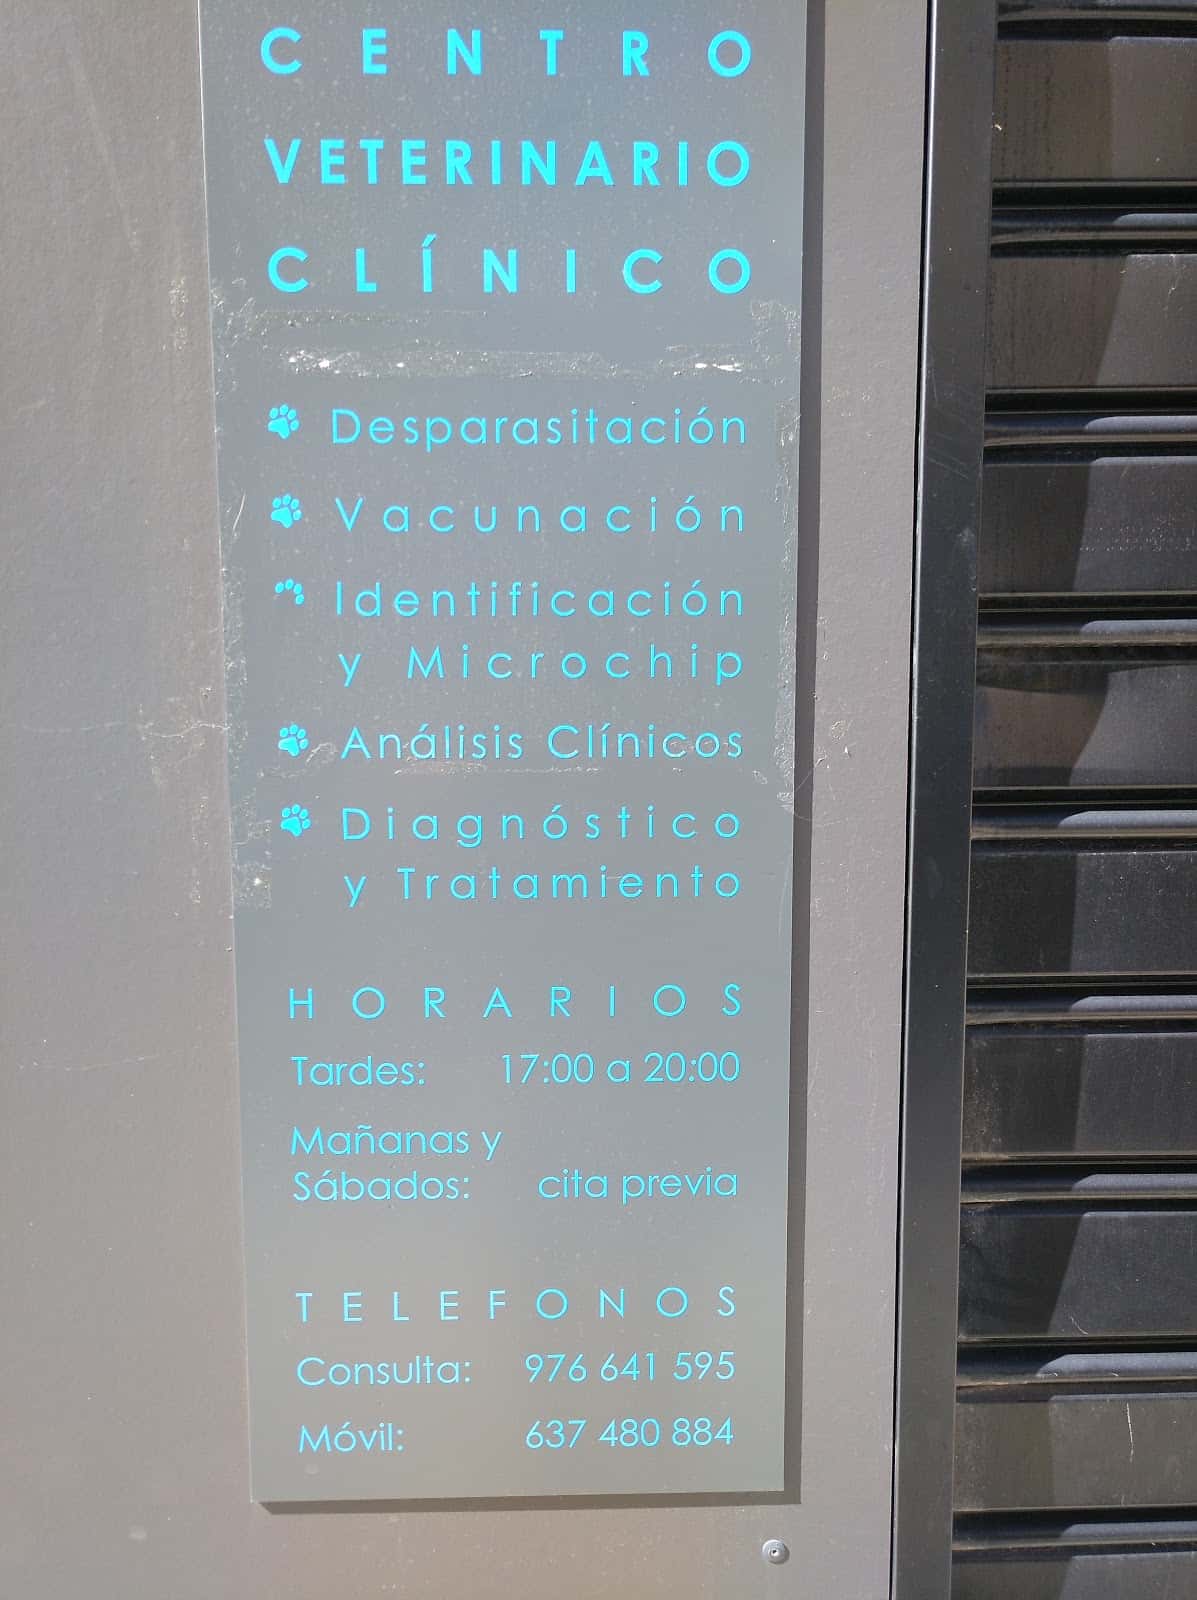 CENTRO
VETERINARIO
CLÍNICO
Desparasitación
Vacunación
Identificación
y Microchip
Análisis Clínicos
Diagnóstico
y Tratamiento
HORARIOS
Tardes: 17:00 a 20:00
Mañanas y
Sábados: cita previa
TELEFONOS
Consulta: 976 641 595
Móvil: 637 480 884